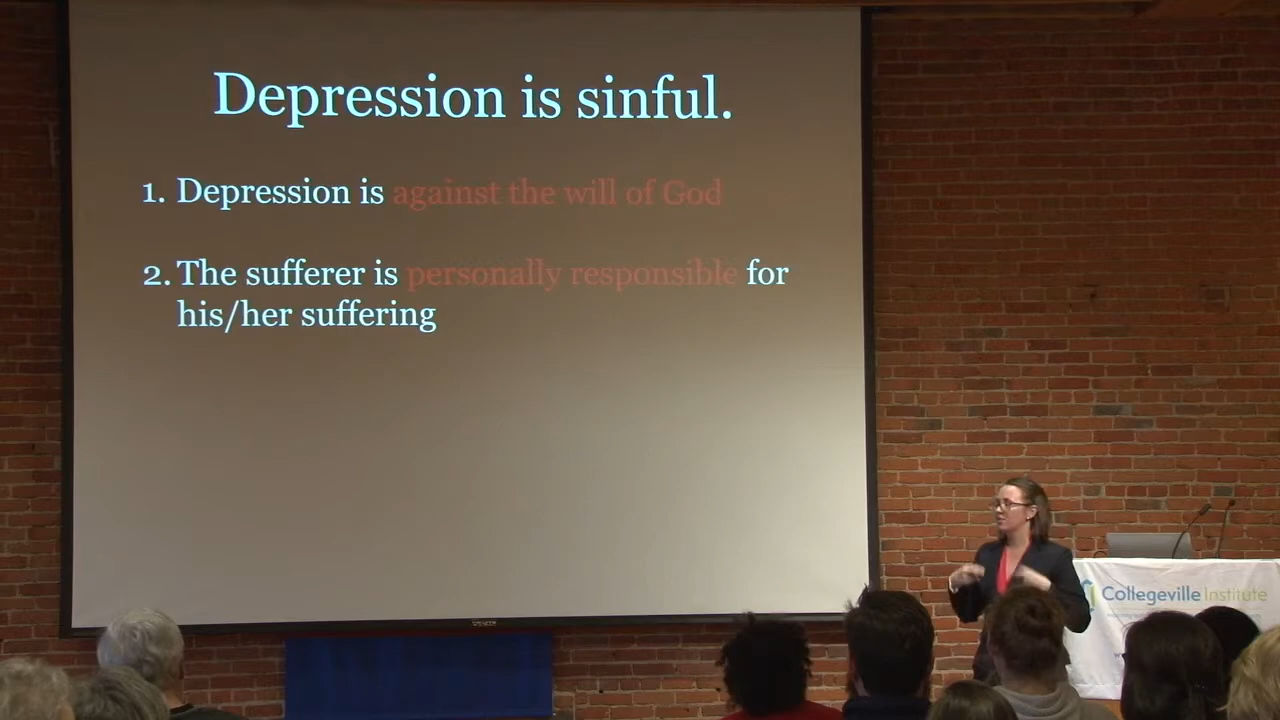 Depression is sinful.
1. Depression is against the will of God
2. The sufferer is personally responsible for
his/her suffering
Collegeville Institute